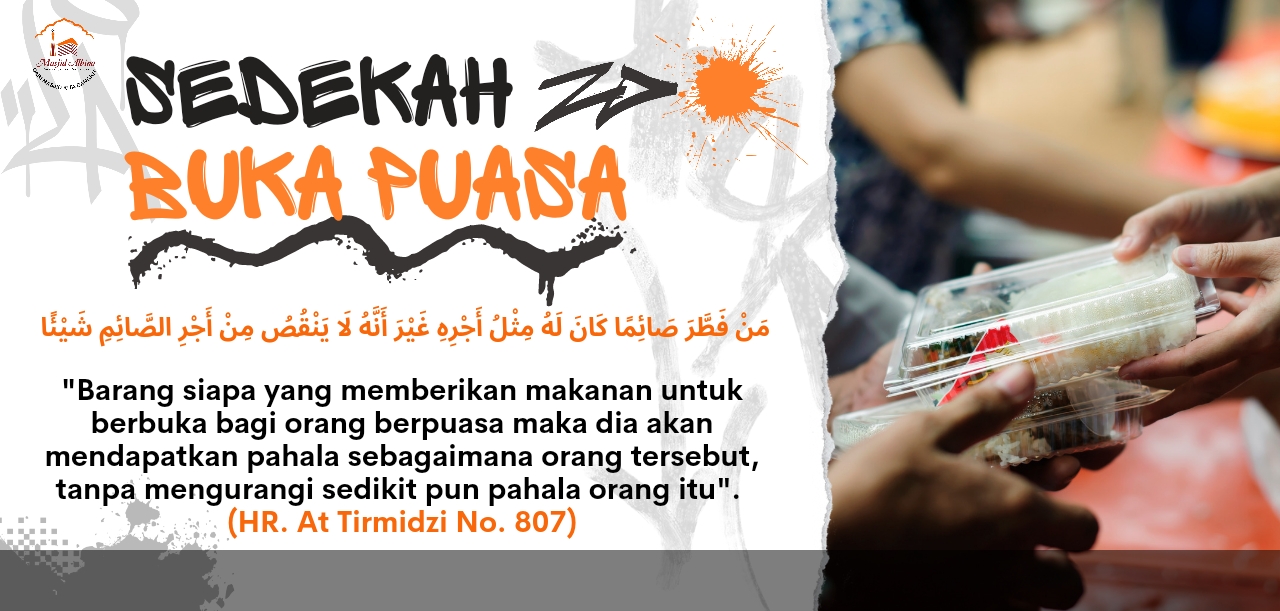 Masjid Albina
SEDEKAH
BUKA PUASA
مَنْ فَطَّرَ صَائِمًا كَانَ لَهُ مِثْلُ أَجْرِهِ غَيْرَ أَنَّهُ لَا يَنْقُصُ مِنْ أَجْرِ الصَّائِمِ شَيْئًا
"Barang siapa yang memberikan makanan untuk
berbuka bagi orang berpuasa maka dia akan
mendapatkan pahala sebagaimana orang tersebut,
tanpa mengurangi sedikit pun pahala orang itu".
(HR. At Tirmidzi No. 807)